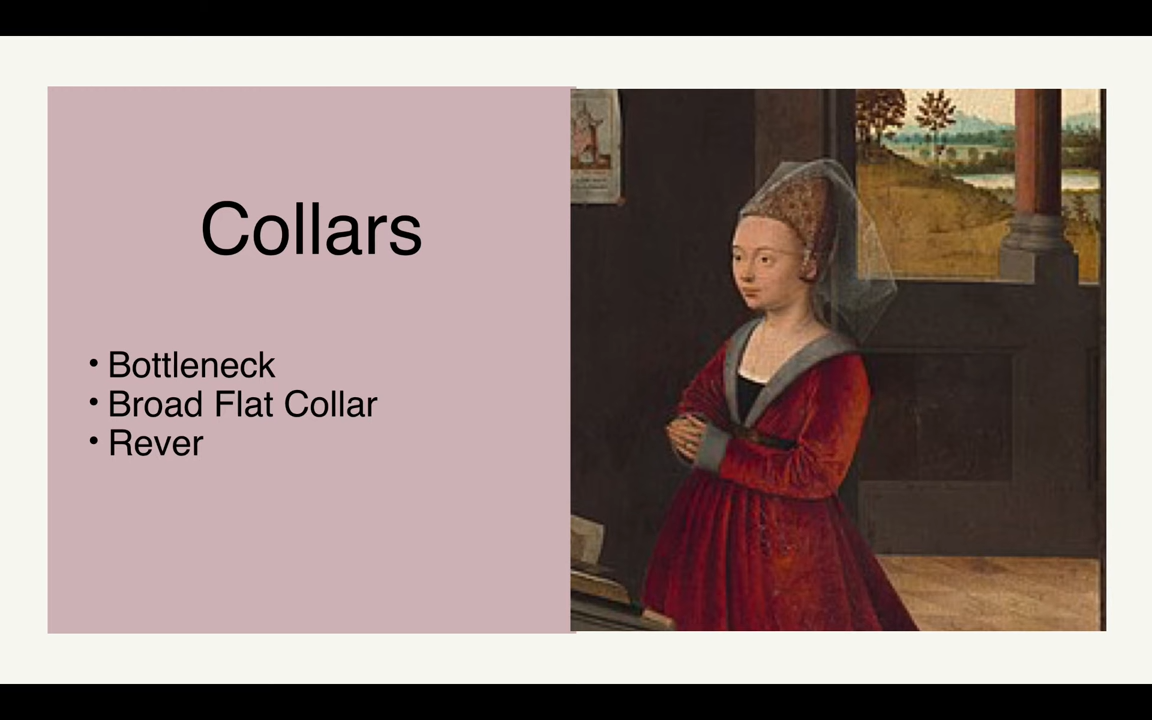 Collars
• Bottleneck
• Broad Flat Collar
• Rever